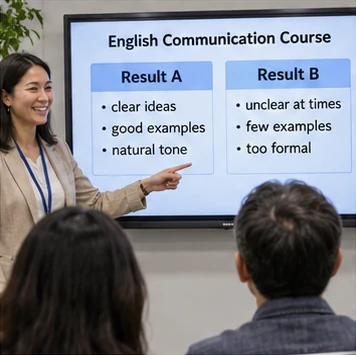 English Communication Course
Result A
• clear ideas
• good examples
• natural tone
Result B
• unclear at times
• few examples
• too formal